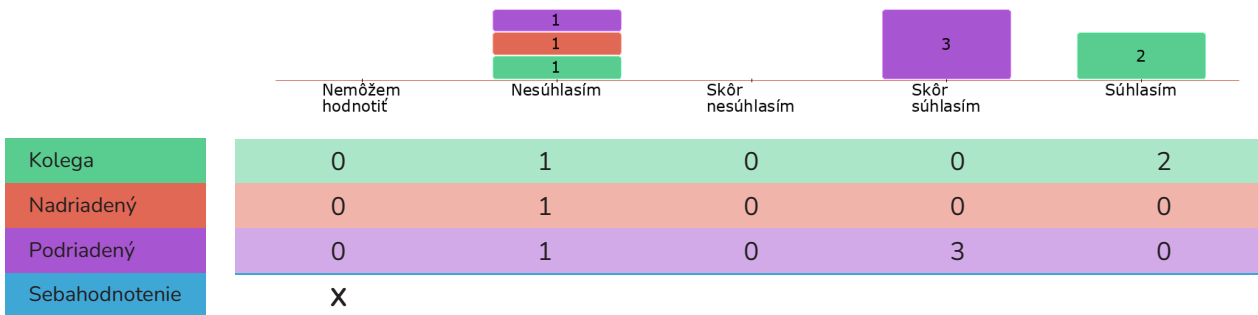 1
1
1
3
2
Nemôžem
hodnotiť
Nesúhlasím
Skôr
nesúhlasím
Skôr
súhlasím
Súhlasím
Kolega 0 1 0 0 2
Nadriadený 0 1 0 0 0
Podriadený 0 1 0 3 0
Sebahodnotenie x